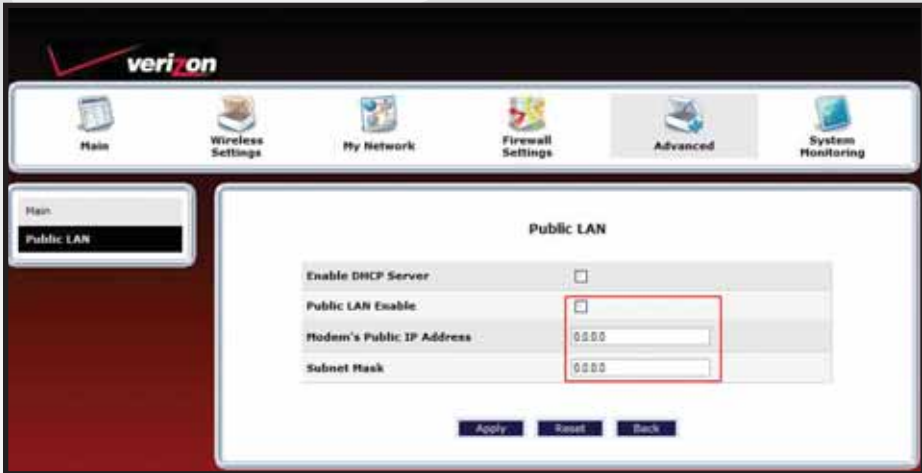 verizon
Main
Wireless Settings
My Network
Firewall Settings
Advanced
System Monitoring
Main
Public LAN
Public LAN
Enable DHCP Server
Public LAN Enable
Modem's Public IP Address 0.0.0.0
Subnet Mask 0.0.0.0
Apply Reset Back